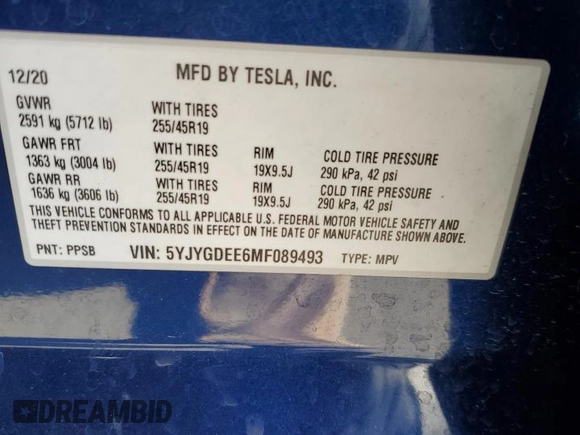 12/20 MFD BY TESLA, INC.
GVWR WITH TIRES
2591 kg (5712 lb) 255/45R19
GAWR FRT WITH TIRES RIM COLD TIRE PRESSURE
1363 kg (3004 lb) 255/45R19 19X9.5J 290 kPa, 42 psi
GAWR RR WITH TIRES RIM COLD TIRE PRESSURE
1636 kg (3606 lb) 255/45R19 19X9.5J 290 kPa, 42 psi
THIS VEHICLE CONFORMS TO ALL APPLICABLE U.S. FEDERAL MOTOR VEHICLE SAFETY AND
THEFT PREVENTION STANDARDS IN EFFECT ON THE DATE OF MANUFACTURE SHOWN ABOVE.
PNT: PPSB VIN: 5YJYGDEE6MF089493 TYPE: MPV
DREAMBID